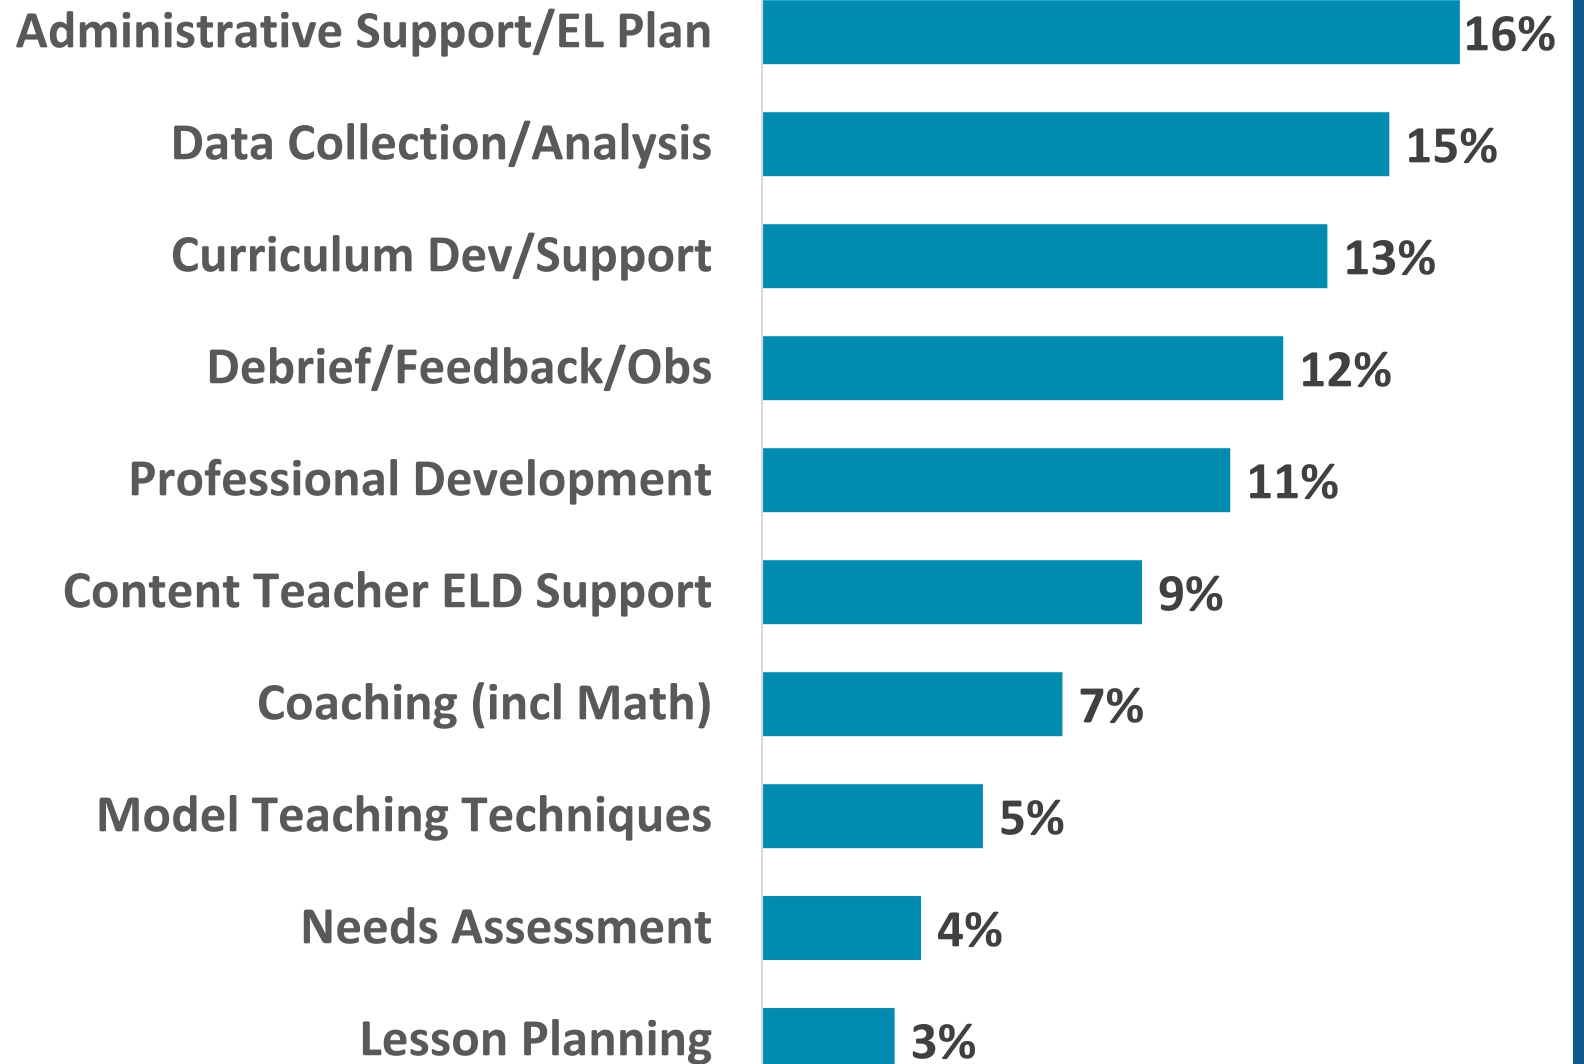 Administrative Support/EL Plan 16%
Data Collection/Analysis 15%
Curriculum Dev/Support 13%
Debrief/Feedback/Obs 12%
Professional Development 11%
Content Teacher ELD Support 9%
Coaching (incl Math) 7%
Model Teaching Techniques 5%
Needs Assessment 4%
Lesson Planning 3%